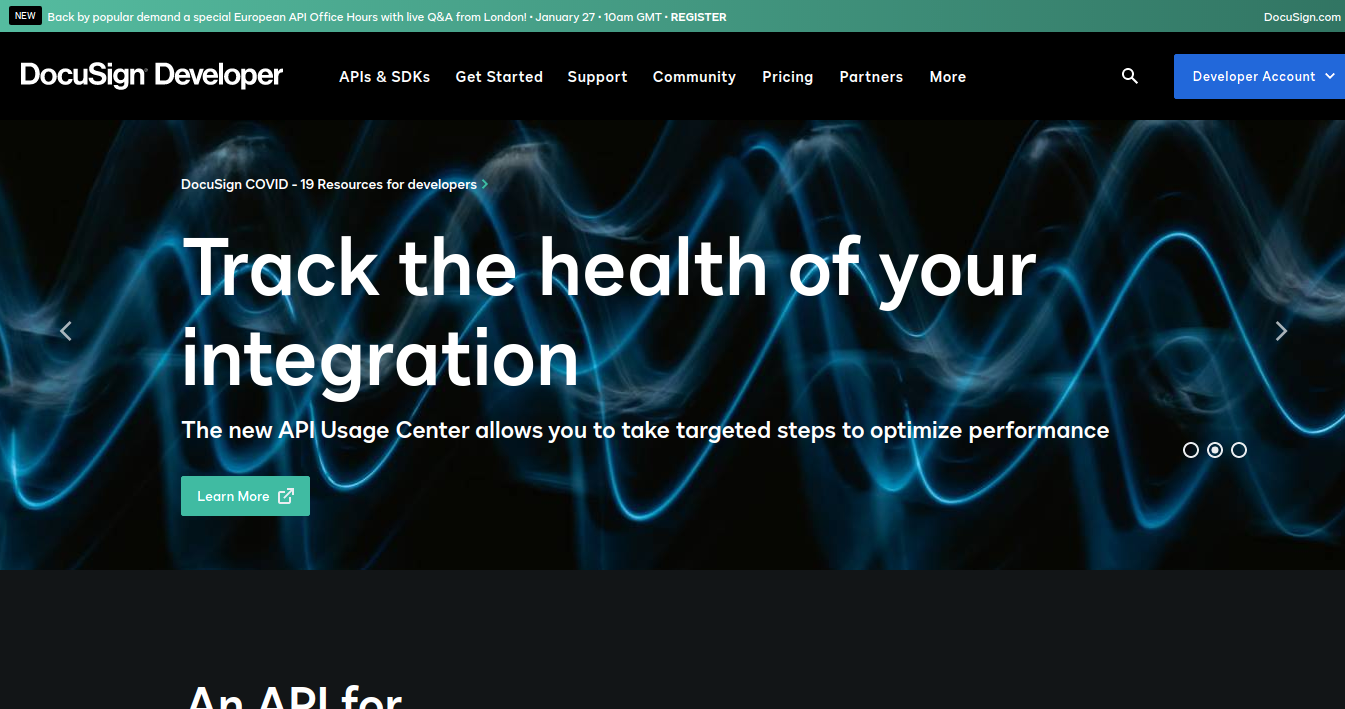 NEW Back by popular demand a special European API Office Hours with live Q&A from London! • January 27 • 10am GMT • REGISTER DocuSign.com
DocuSign Developer APIs & SDKs Get Started Support Community Pricing Partners More Developer Account
DocuSign COVID - 19 Resources for developers
Track the health of your
integration
The new API Usage Center allows you to take targeted steps to optimize performance
Learn More
An API for